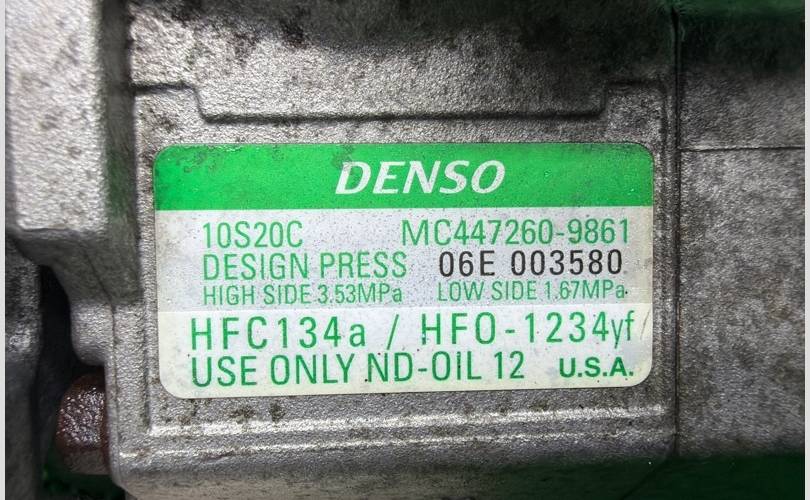 DENSO
10S20C MC447260-9861
DESIGN PRESS 06E 003580
HIGH SIDE 3.53MPa LOW SIDE 1.67MPa
HFC134a / HFO-1234yf
USE ONLY ND-OIL 12 U.S.A.